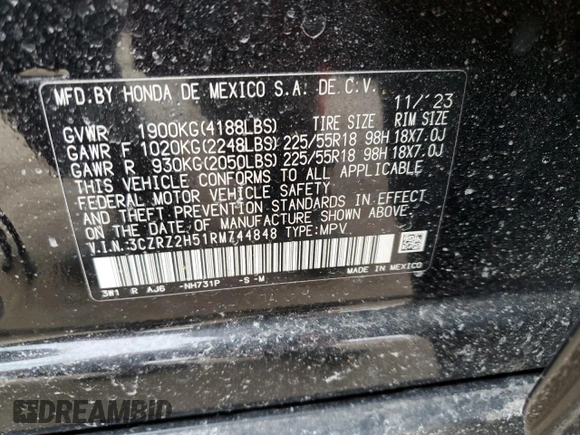 MFD. BY HONDA DE MEXICO S.A. DE C.V. 11/'23
GVWR 1900KG(4188LBS) TIRE SIZE RIM SIZE
GAWR F 1020KG(2248LBS) 225/55R18 98H 18X7.0J
GAWR R 930KG(2050LBS) 225/55R18 98H 18X7.0J
THIS VEHICLE CONFORMS TO ALL APPLICABLE
FEDERAL MOTOR VEHICLE SAFETY
AND THEFT PREVENTION STANDARDS IN EFFECT
ON THE DATE OF MANUFACTURE SHOWN ABOVE.
V.I.N:3CZRZ2H51RM744848 TYPE:MPV
MADE IN MEXICO
3W1 R AJ6 -NH731P -S -M
DREAMBID